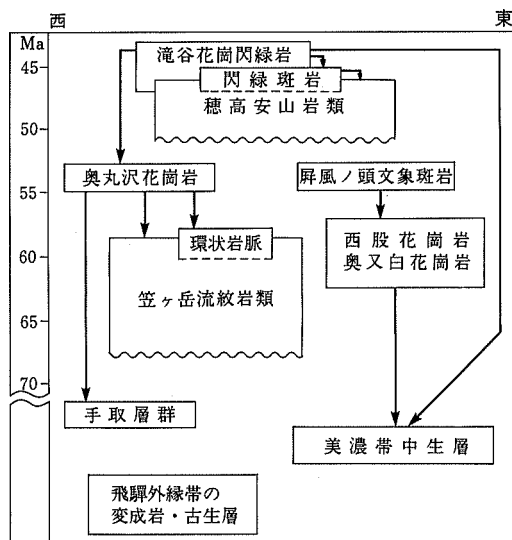 西 東
Ma
滝谷花崗閃緑岩
45
閃緑斑岩
穂高安山岩類
50
奥丸沢花崗岩 屏風ノ頭文象斑岩
55
環状岩脈
西股花崗岩
奥又白花崗岩
60
笠ヶ岳流紋岩類
65
70
手取層群
美濃帯中生層
飛驒外縁帯の
変成岩・古生層